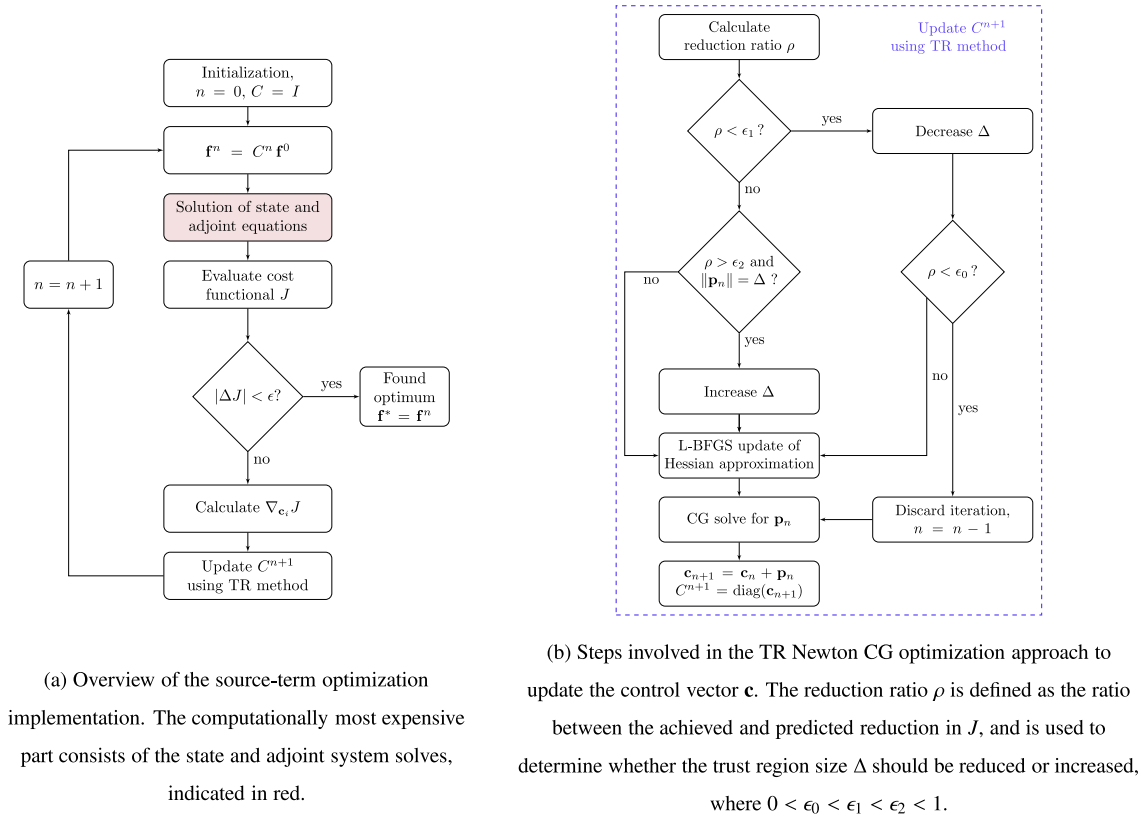 Initialization,
n = 0, C = I
f^n = C^n f^0
Solution of state and
adjoint equations
Evaluate cost
functional J
n = n + 1
|ΔJ| < ϵ?
yes
Found
optimum
f* = f^n
no
Calculate ∇_{c_i} J
Update C^{n+1}
using TR method
(a) Overview of the source-term optimization
implementation. The computationally most expensive
part consists of the state and adjoint system solves,
indicated in red.
Calculate
reduction ratio ρ
Update C^{n+1}
using TR method
ρ < ϵ_1 ?
yes
Decrease Δ
no
no
ρ > ϵ_2 and
‖p_n‖ = Δ ?
ρ < ϵ_0 ?
yes
Increase Δ
no
yes
L-BFGS update of
Hessian approximation
CG solve for p_n
Discard iteration,
n = n − 1
c_{n+1} = c_n + p_n
C^{n+1} = diag(c_{n+1})
(b) Steps involved in the TR Newton CG optimization approach to
update the control vector c. The reduction ratio ρ is defined as the ratio
between the achieved and predicted reduction in J, and is used to
determine whether the trust region size Δ should be reduced or increased,
where 0 < ϵ_0 < ϵ_1 < ϵ_2 < 1.